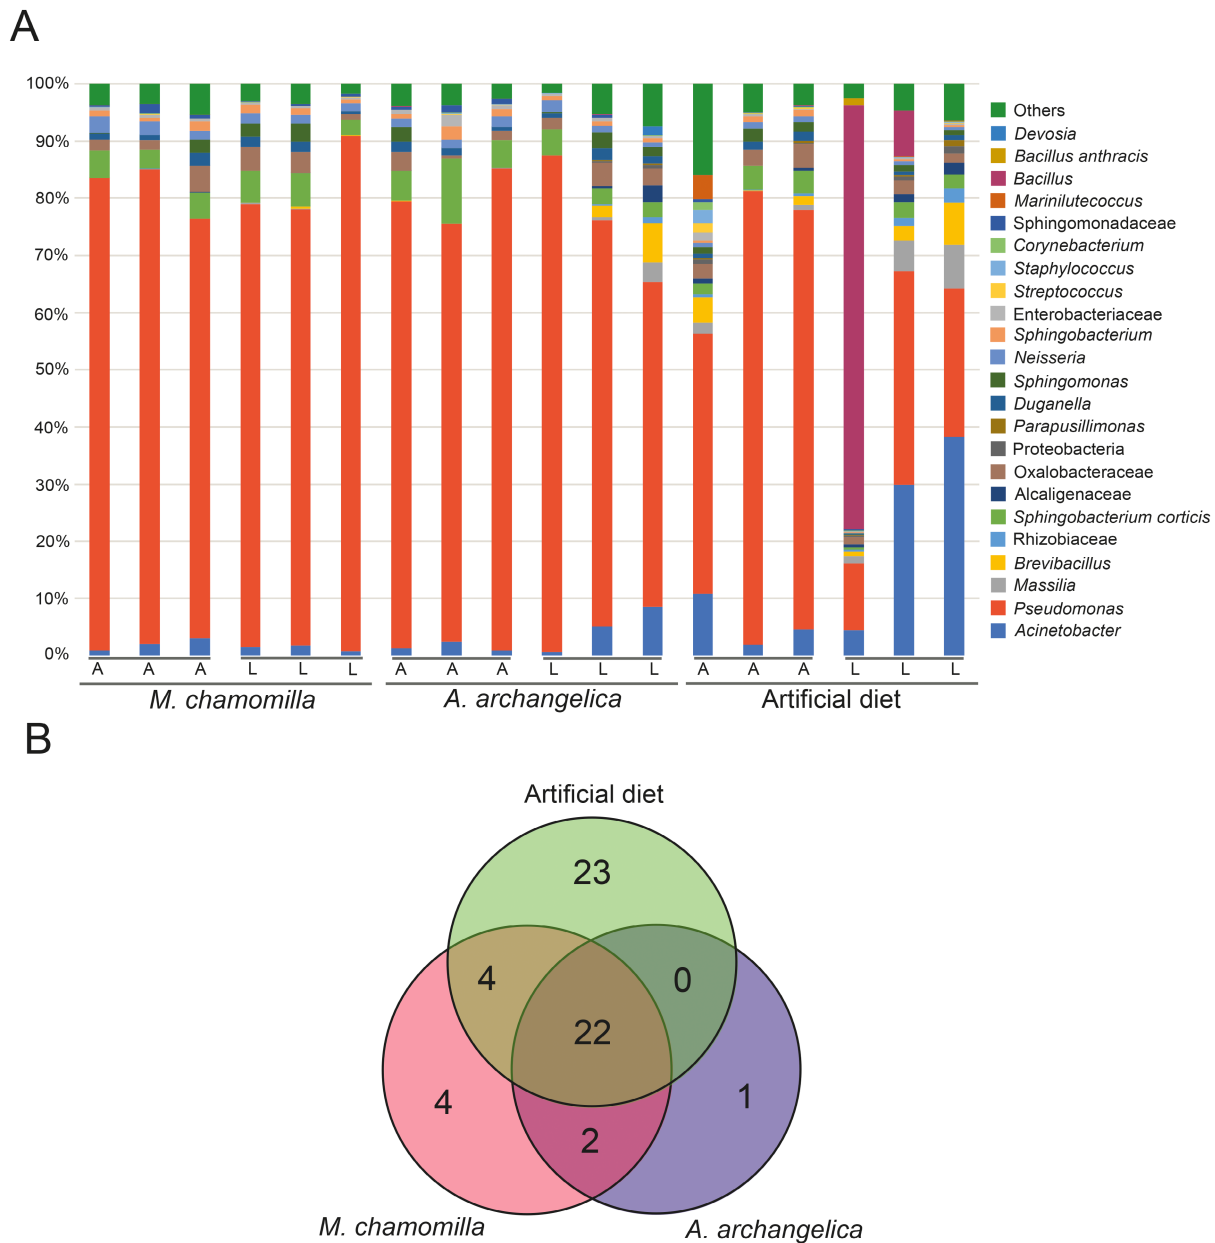 A
100%
90%
80%
70%
60%
50%
40%
30%
20%
10%
0%
A A A L L L A A A L L L A A A L L L
M. chamomilla A. archangelica Artificial diet
Others
Devosia
Bacillus anthracis
Bacillus
Marinilutecoccus
Sphingomonadaceae
Corynebacterium
Staphylococcus
Streptococcus
Enterobacteriaceae
Sphingobacterium
Neisseria
Sphingomonas
Duganella
Parapusillimonas
Proteobacteria
Oxalobacteraceae
Alcaligenaceae
Sphingobacterium corticis
Rhizobiaceae
Brevibacillus
Massilia
Pseudomonas
Acinetobacter
B
Artificial diet
23
4 0
22
4 1
2
M. chamomilla A. archangelica